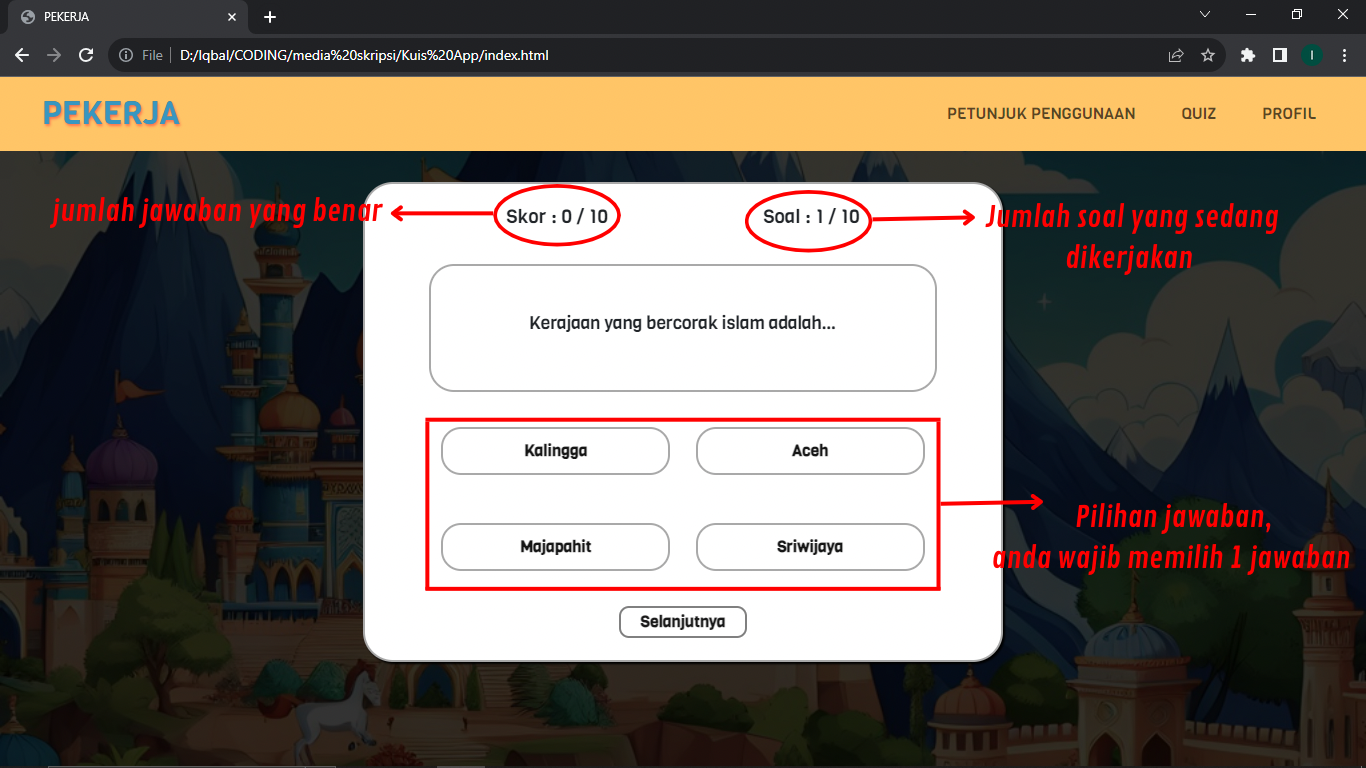 PEKERJA
File
D:/Iqbal/CODING/media%20skripsi/Kuis%20App/index.html
I
PEKERJA
PETUNJUK PENGGUNAAN
QUIZ
PROFIL
jumlah jawaban yang benar
Skor : 0 / 10
Soal : 1 / 10
Jumlah soal yang sedang
dikerjakan
Kerajaan yang bercorak islam adalah...
Kalingga
Aceh
Majapahit
Sriwijaya
Pilihan jawaban,
anda wajib memilih 1 jawaban
Selanjutnya